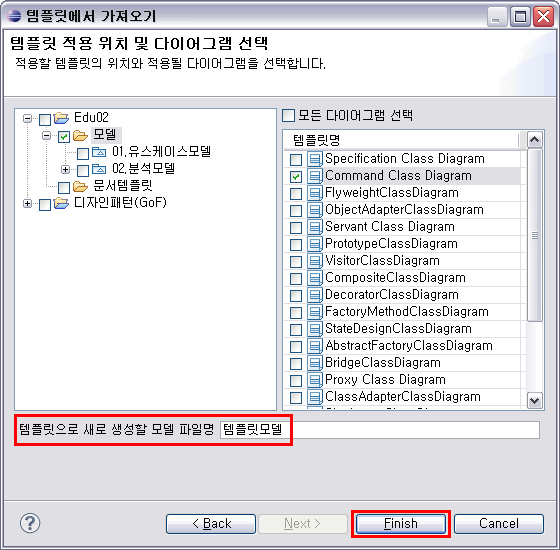 템플릿에서 가져오기
템플릿 적용 위치 및 다이어그램 선택
적용할 템플릿의 위치와 적용될 다이어그램을 선택합니다.
Edu02
모델
01.유스케이스모델
02.분석모델
문서템플릿
디자인패턴(GoF)
모든 다이어그램 선택
템플릿명
Specification Class Diagram
Command Class Diagram
FlyweightClassDiagram
ObjectAdapterClassDiagram
Servant Class Diagram
PrototypeClassDiagram
VisitorClassDiagram
CompositeClassDiagram
DecoratorClassDiagram
FactoryMethodClassDiagram
StateDesignClassDiagram
AbstractFactoryClassDiagram
BridgeClassDiagram
Proxy Class Diagram
ClassAdapterClassDiagram
템플릿으로 새로 생성할 모델 파일명 템플릿모델
? < Back Next > Finish Cancel